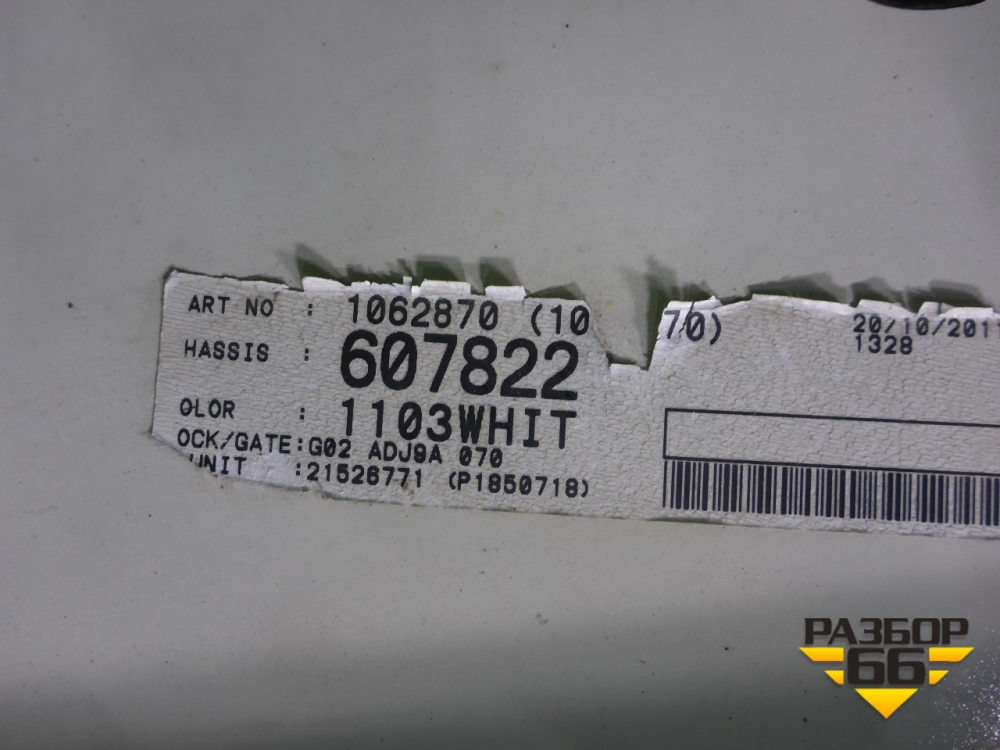 ART NO : 1062870 (10 70) 20/10/201
1328
HASSIS : 607822
OLOR : 1103WHIT
OCK/GATE:G02 ADJ9A 070
UNIT :21526771 (P1850718)
РАЗБОР
66